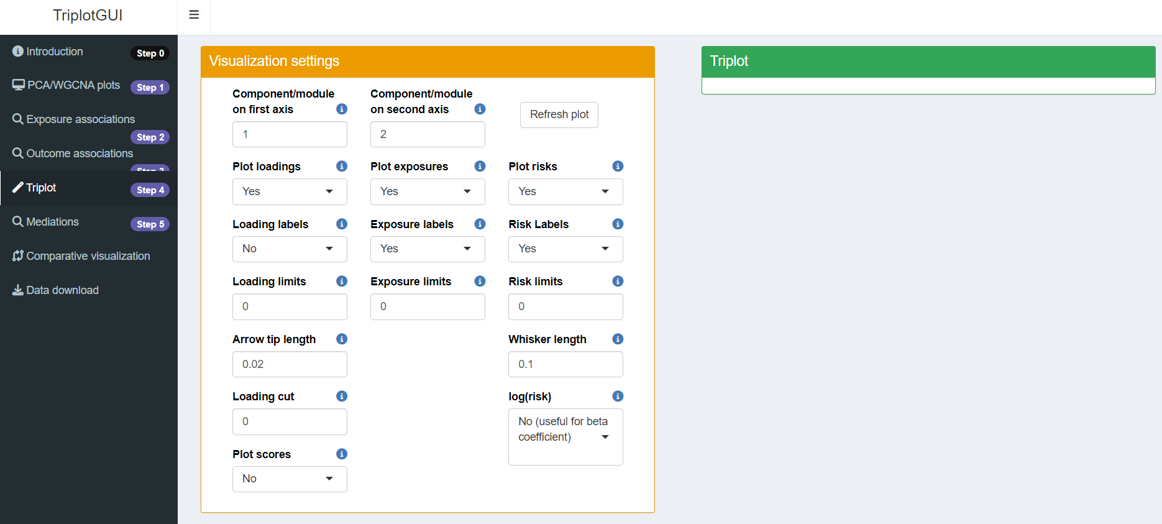 TriplotGUI
Introduction
Step 0
PCA/WGCNA plots
Step 1
Exposure associations
Step 2
Outcome associations
Step 3
Triplot
Step 4
Mediations
Step 5
Comparative visualization
Data download
Visualization settings
Component/module
on first axis
1
Component/module
on second axis
2
Refresh plot
Plot loadings
Yes
Plot exposures
Yes
Plot risks
Yes
Loading labels
No
Exposure labels
Yes
Risk Labels
Yes
Loading limits
0
Exposure limits
0
Risk limits
0
Arrow tip length
0.02
Whisker length
0.1
Loading cut
0
log(risk)
No (useful for beta
coefficient)
Plot scores
No
Triplot